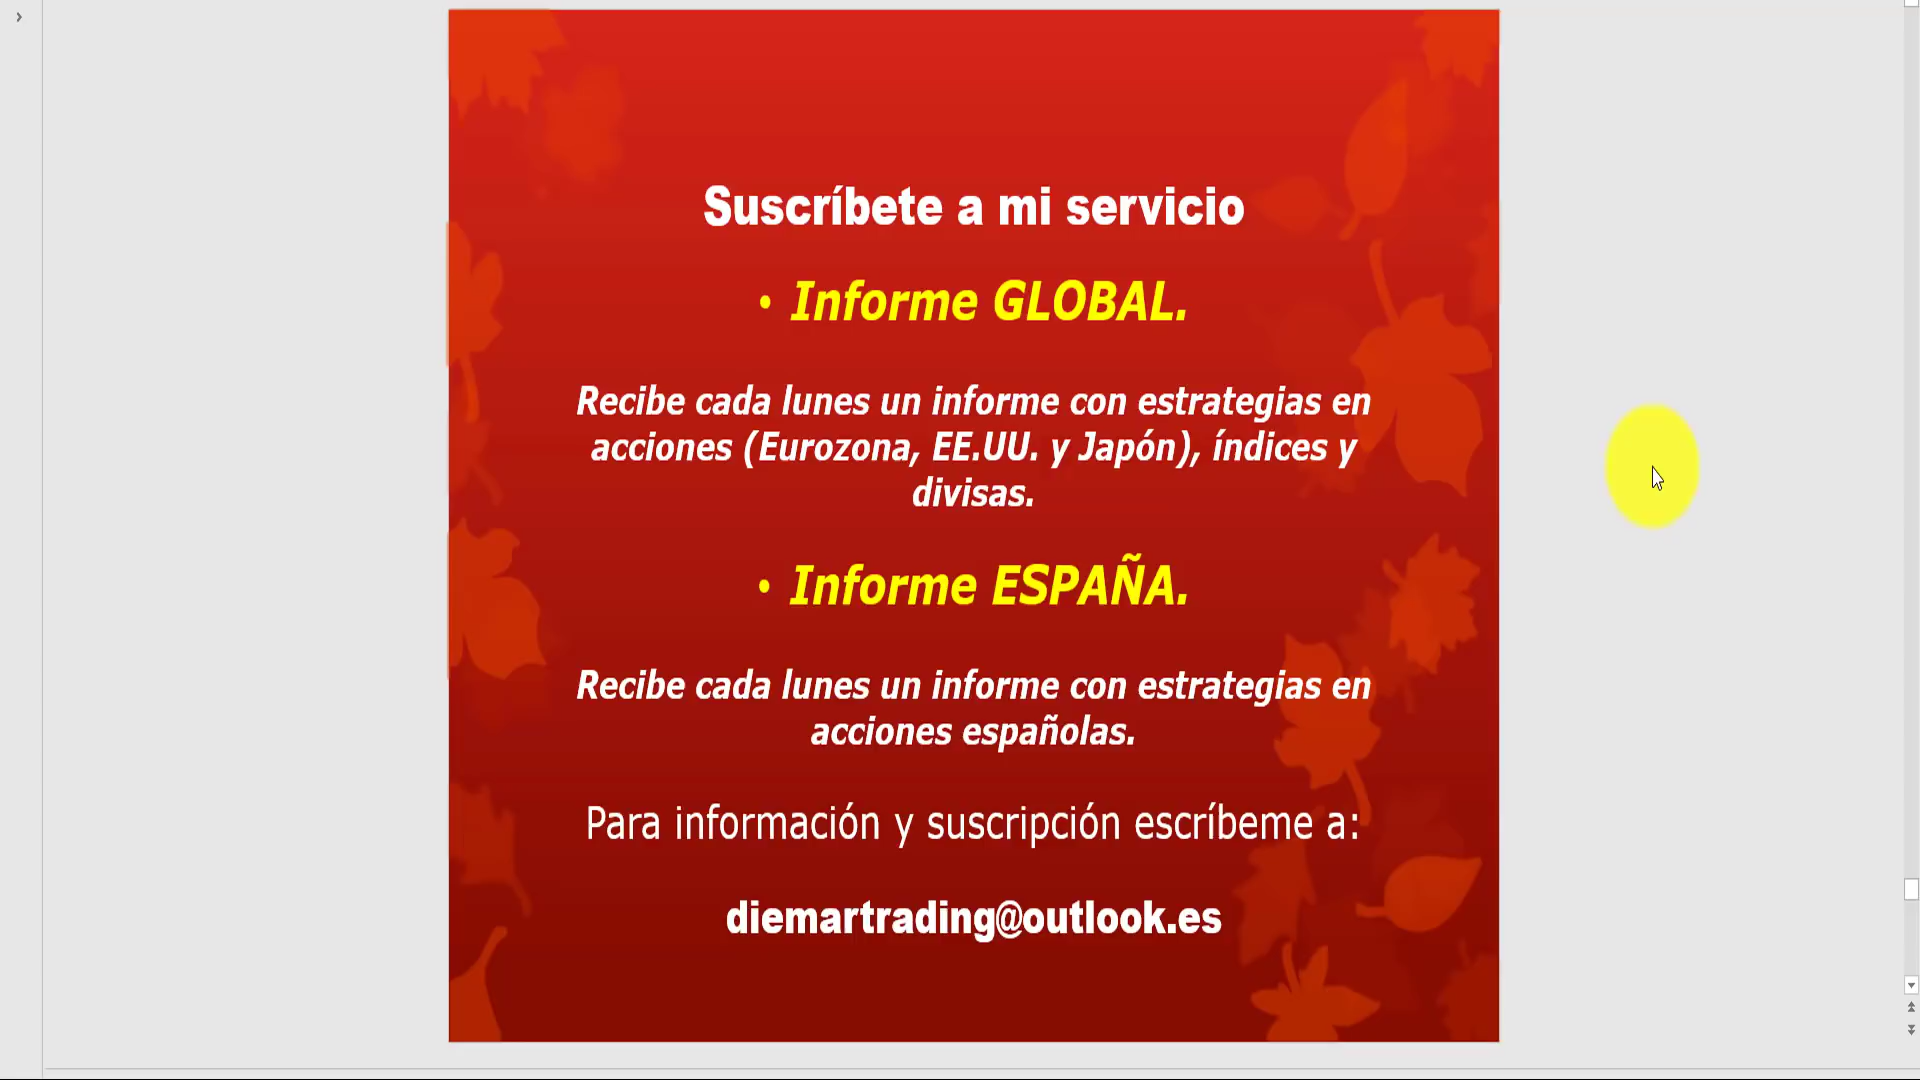 Suscríbete a mi servicio
• Informe GLOBAL.
Recibe cada lunes un informe con estrategias en
acciones (Eurozona, EE.UU. y Japón), índices y
divisas.
• Informe ESPAÑA.
Recibe cada lunes un informe con estrategias en
acciones españolas.
Para información y suscripción escríbeme a:
diemartrading@outlook.es